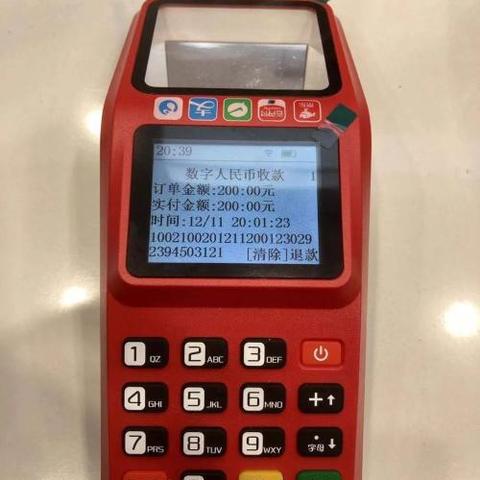 20:39
数字人民币收款 1
订单金额:200:00元
实付金额:200:00元
时间:12/11 20:01:23
1002100201211200123029
2394503121 [清除]退款
1 QZ 2 ABC 3 DEF
4 GHI 5 JKL 6 MNO +↑
7 PRS 8 TUV 9 WXY 字母 ↓